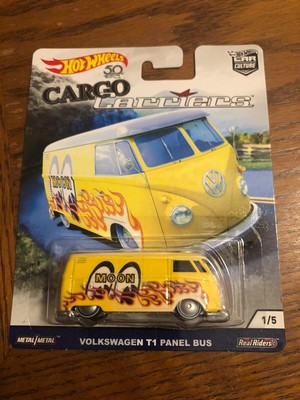 Hot Wheels
50
CAR
CULTURE
CARGO
Carriers
MOON
MOON
1/5
METAL/METAL
VOLKSWAGEN T1 PANEL BUS
Real Riders